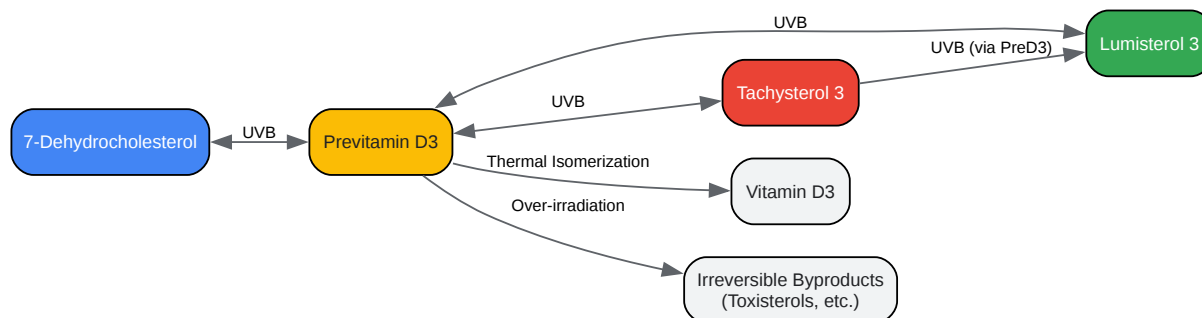 UVB
Lumisterol 3
UVB (via PreD3)
Tachysterol 3
UVB
7-Dehydrocholesterol
UVB
Previtamin D3
Thermal Isomerization
Vitamin D3
Over-irradiation
Irreversible Byproducts
(Toxisterols, etc.)